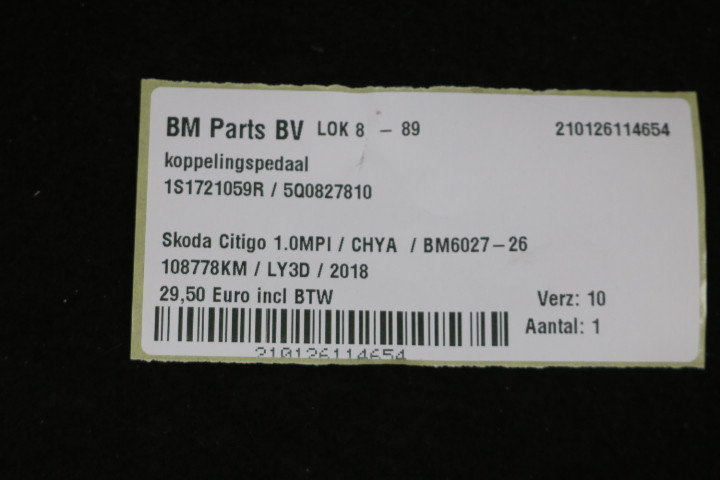 BM Parts BV LOK 8 – 89 210126114654
koppelingspedaal
1S1721059R / 5Q0827810
Skoda Citigo 1.0MPI / CHYA / BM6027–26
108778KM / LY3D / 2018
29,50 Euro incl BTW
Verz: 10
Aantal: 1
210126114654